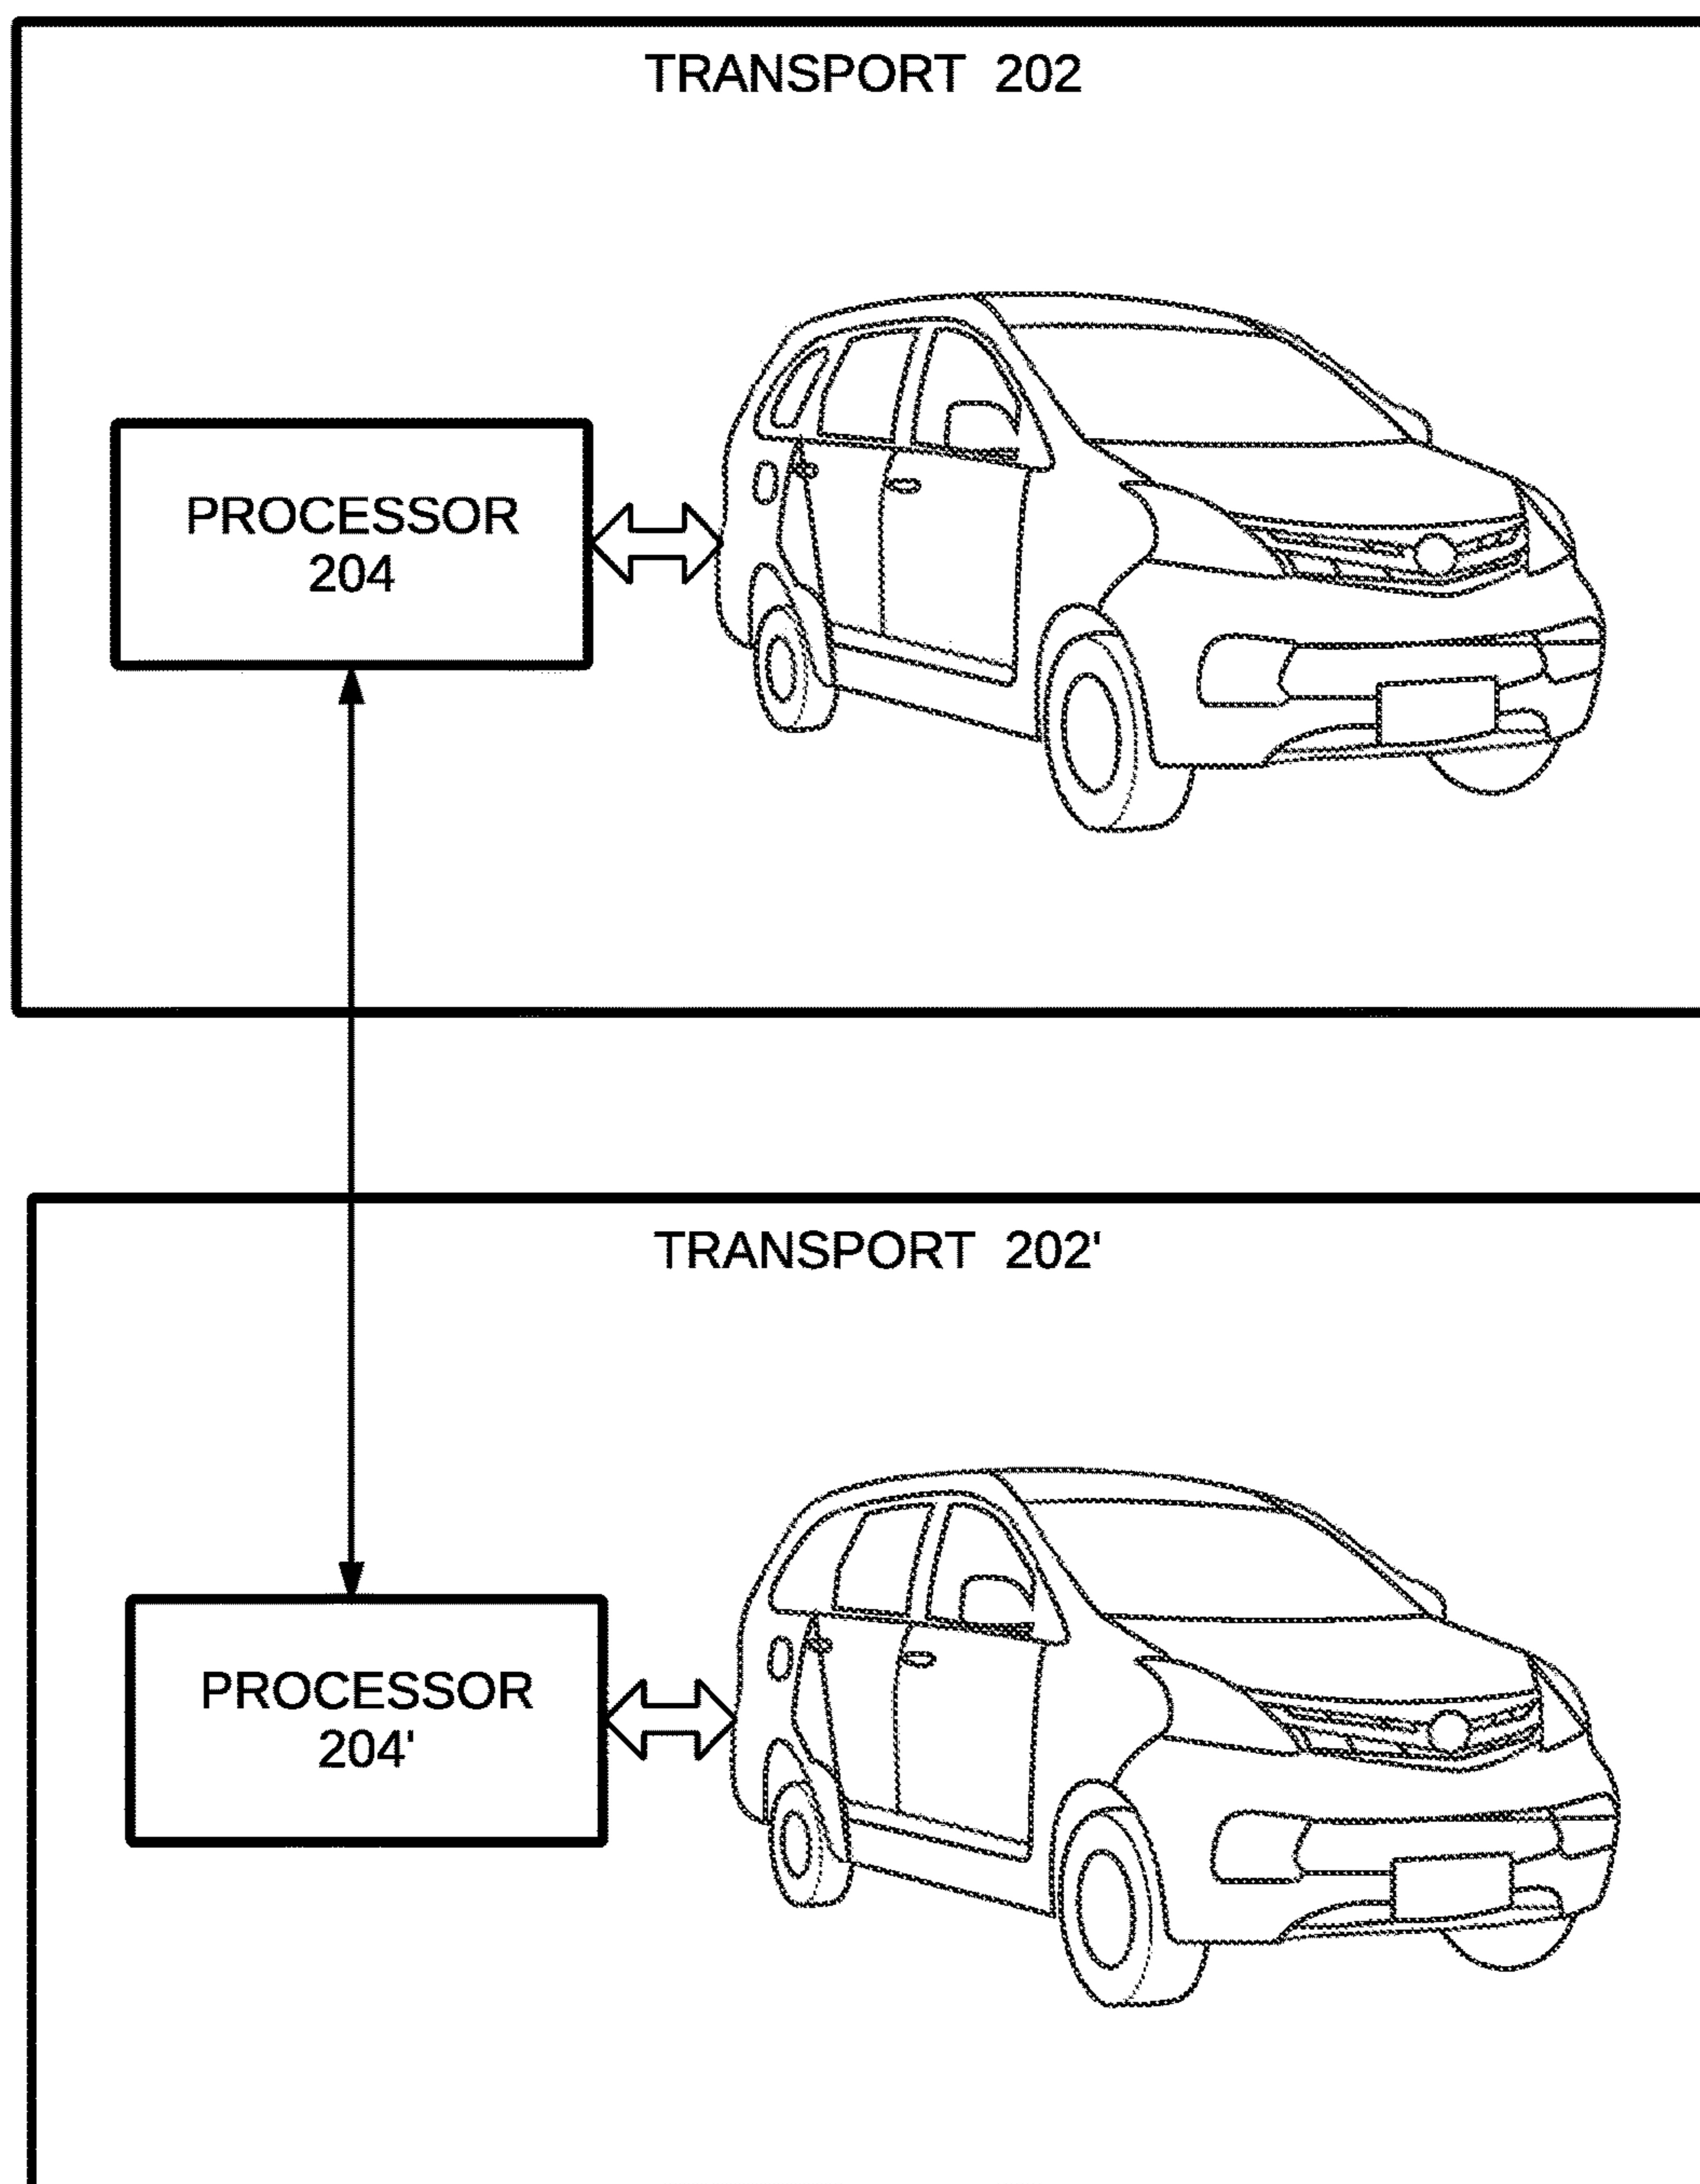 TRANSPORT 202
PROCESSOR
204
TRANSPORT 202'
PROCESSOR
204'